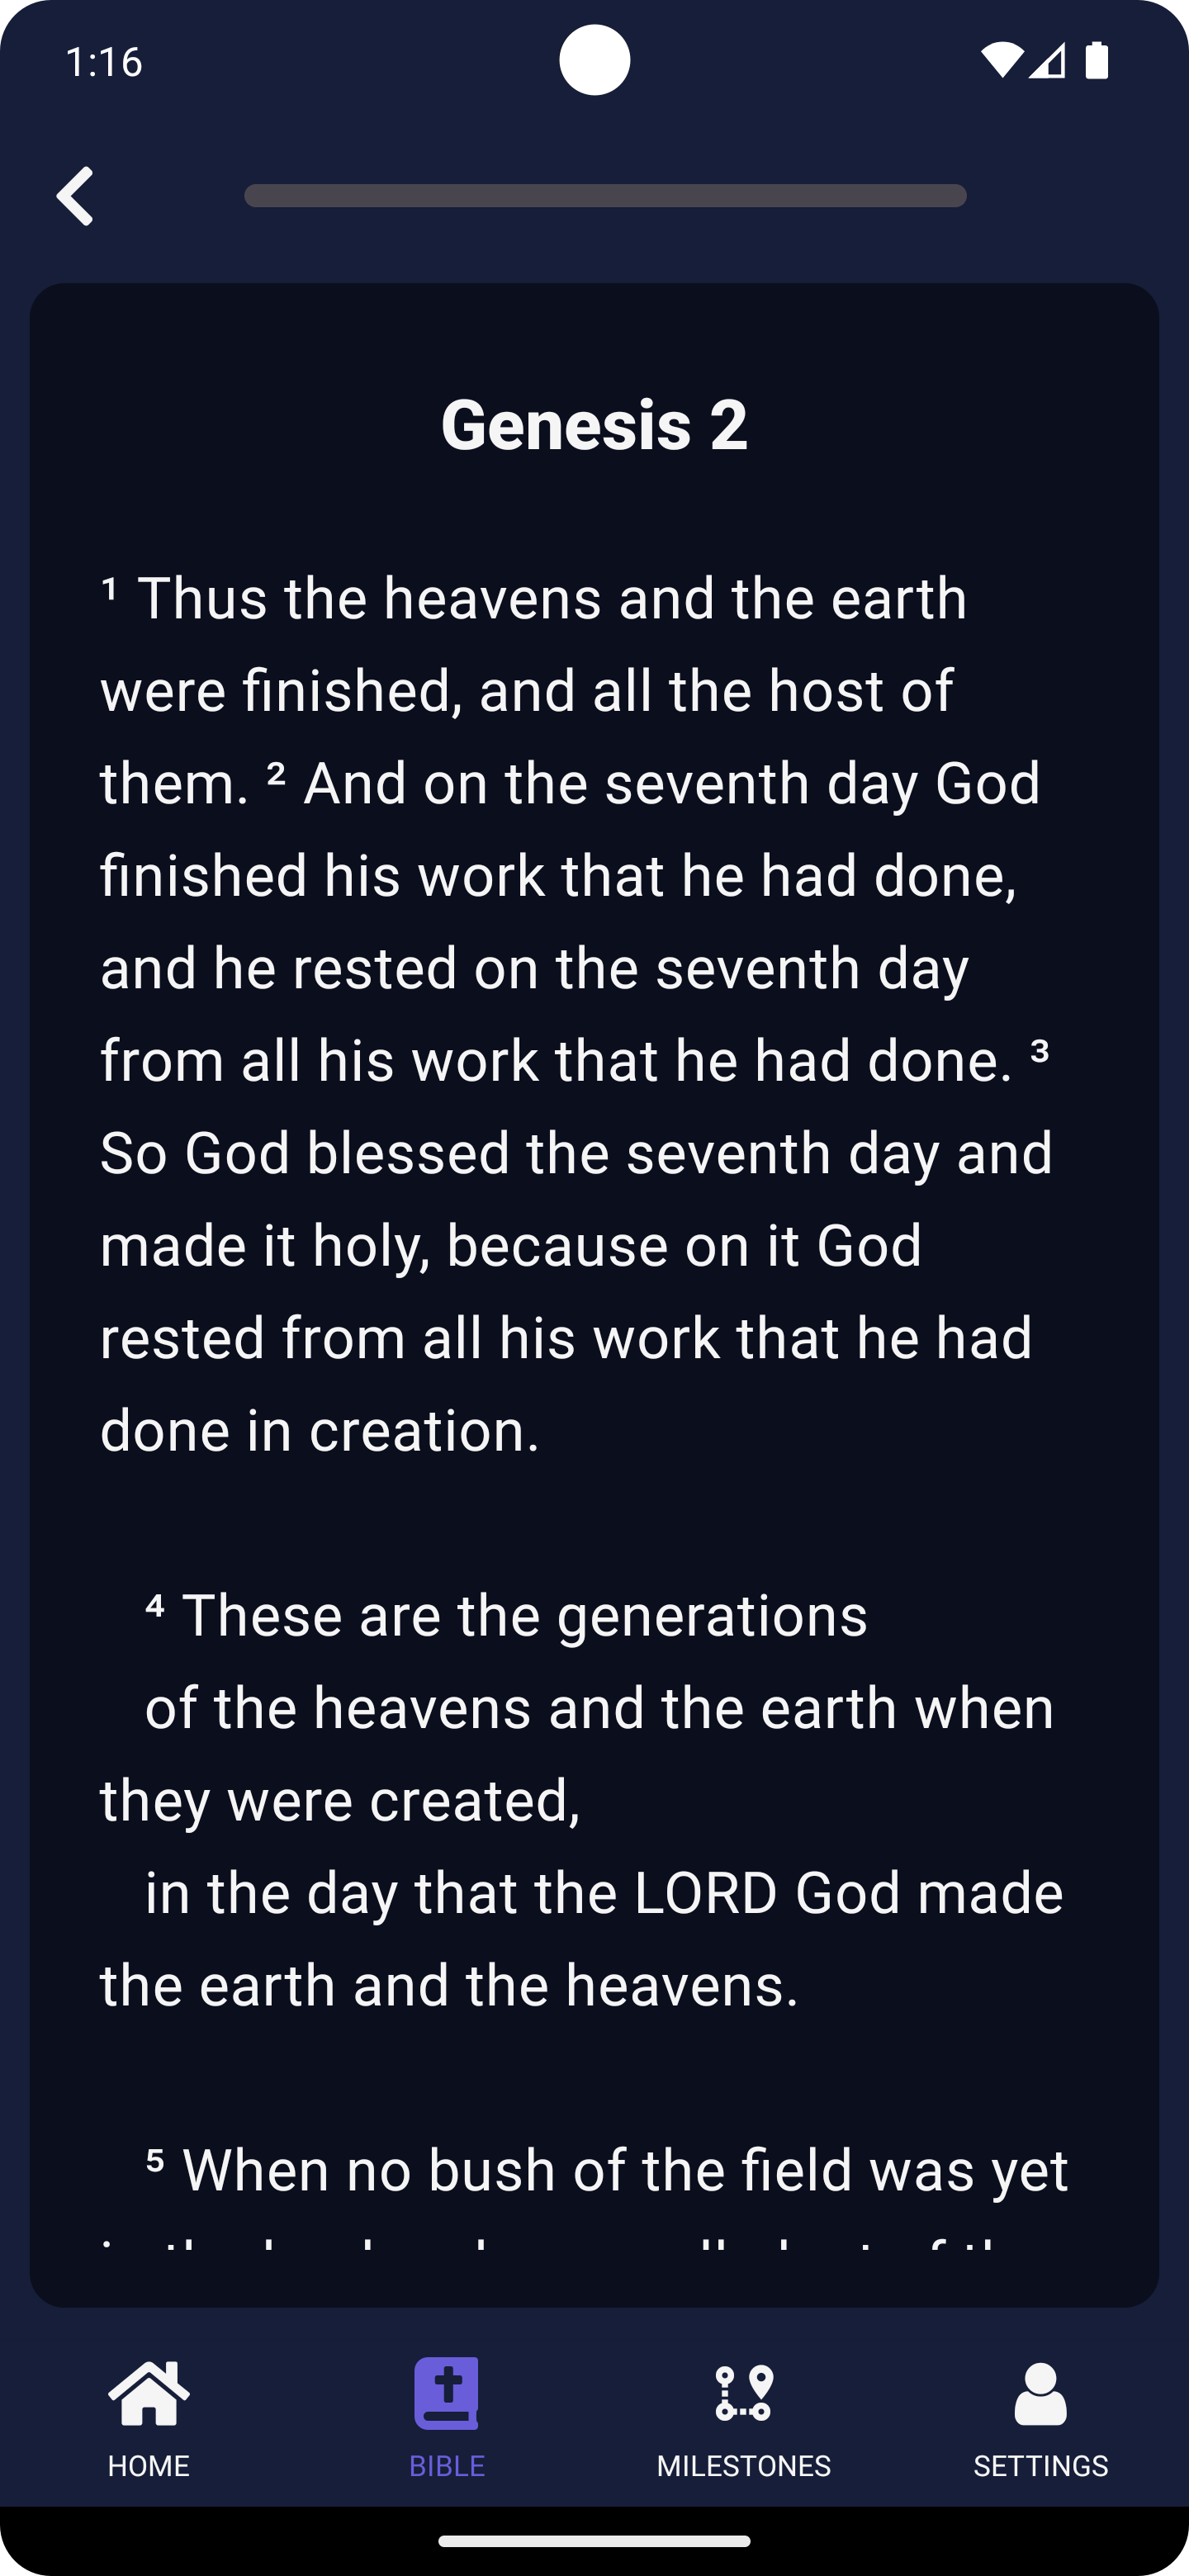 1:16
Genesis 2
¹ Thus the heavens and the earth
were finished, and all the host of
them. ² And on the seventh day God
finished his work that he had done,
and he rested on the seventh day
from all his work that he had done. ³
So God blessed the seventh day and
made it holy, because on it God
rested from all his work that he had
done in creation.
⁴ These are the generations
of the heavens and the earth when
they were created,
in the day that the LORD God made
the earth and the heavens.
⁵ When no bush of the field was yet
HOME
BIBLE
MILESTONES
SETTINGS